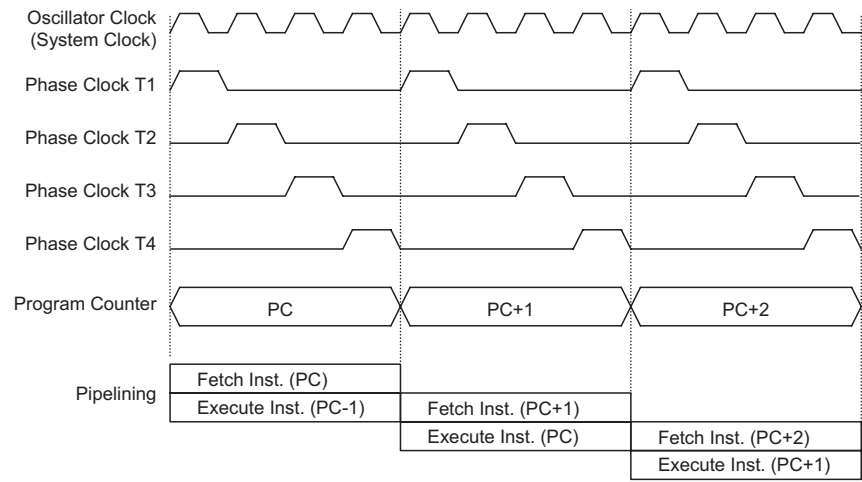 Oscillator Clock
(System Clock)
Phase Clock T1
Phase Clock T2
Phase Clock T3
Phase Clock T4
Program Counter
PC
PC+1
PC+2
Pipelining
Fetch Inst. (PC)
Execute Inst. (PC-1)
Fetch Inst. (PC+1)
Execute Inst. (PC)
Fetch Inst. (PC+2)
Execute Inst. (PC+1)